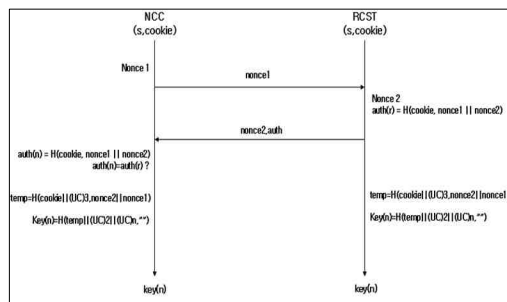 NCC
(s,cookie)
RCST
(s,cookie)
Nonce 1
nonce1
Nonce 2
auth(r) = H(cookie, nonce1 || nonce2)
nonce2,auth
auth(n) = H(cookie, nonce1 || nonce2)
auth(n)=auth(r) ?
temp=H(cookie||(UC)3,nonce2||nonce1)
temp=H(cookie||(UC)3,nonce2||nonce1
Key(n)=H(temp||(UC)2||(UC)n,"")
Key(n)=H(temp||(UC)2||(UC)n,"")
key(n)
key(n)